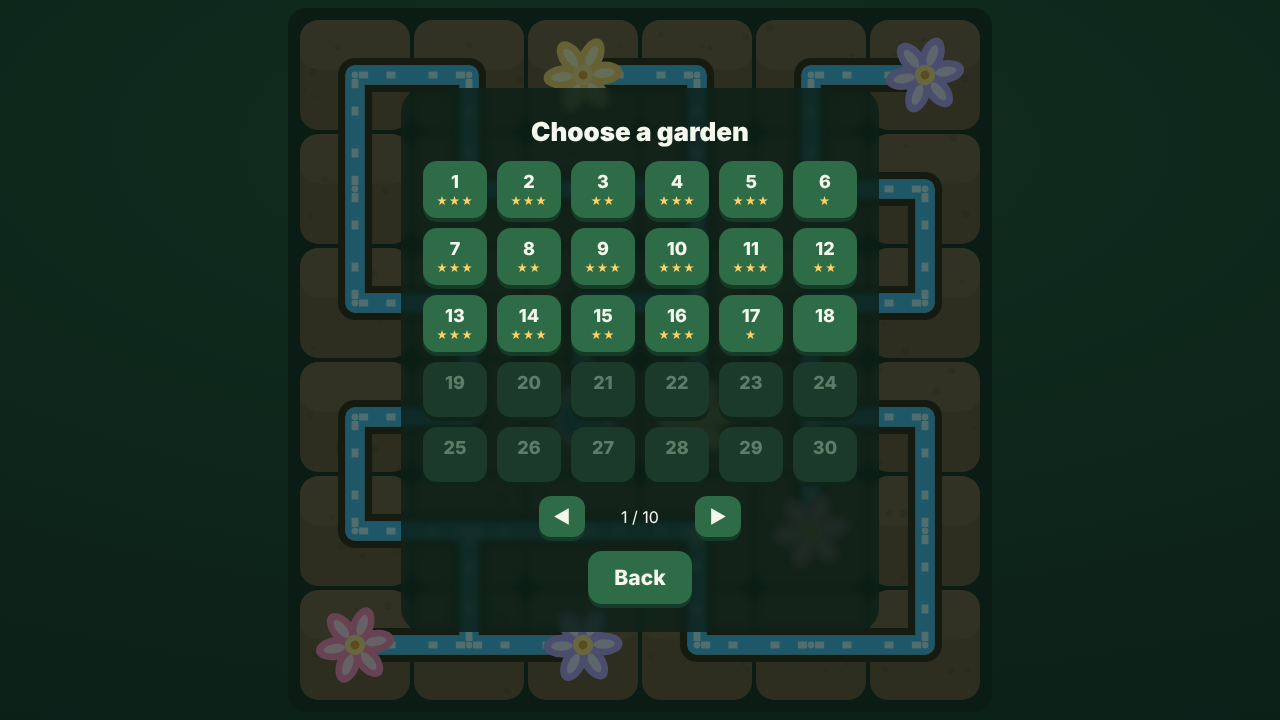 Choose a garden
1 2 3 4 5 6
★★★ ★★★ ★★ ★★★ ★★★ ★
7 8 9 10 11 12
★★★ ★★ ★★★ ★★★ ★★★ ★★
13 14 15 16 17 18
★★★ ★★★ ★★ ★★★ ★
19 20 21 22 23 24
25 26 27 28 29 30
◀ 1 / 10 ▶
Back